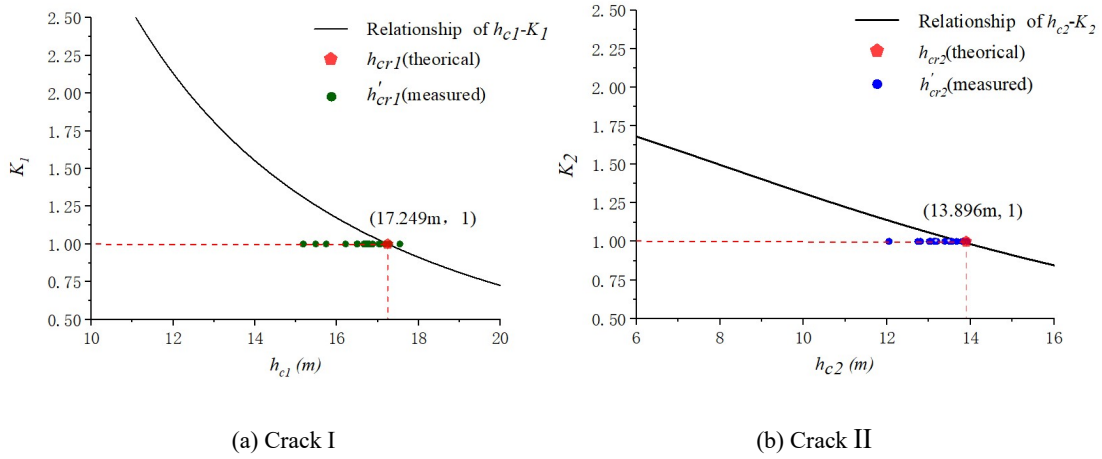 2.50
2.25
2.00
1.75
1.50
1.25
1.00
0.75
0.50
K1
Relationship of hc1-K1
hcr1(theorical)
h'cr1(measured)
(17.249m, 1)
10 12 14 16 18 20
hc1 (m)
(a) Crack I
2.50
2.25
2.00
1.75
1.50
1.25
1.00
0.75
0.50
K2
Relationship of hc2-K2
hcr2(theorical)
h'cr2(measured)
(13.896m, 1)
6 8 10 12 14 16
hc2 (m)
(b) Crack II